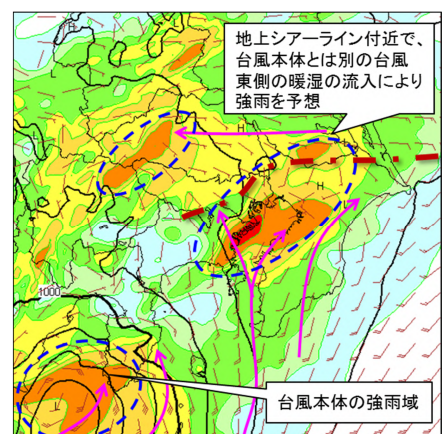 地上シアーライン付近で、
台風本体とは別の台風
東側の暖湿の流入により
強雨を予想
H
H
1000
L
台風本体の強雨域